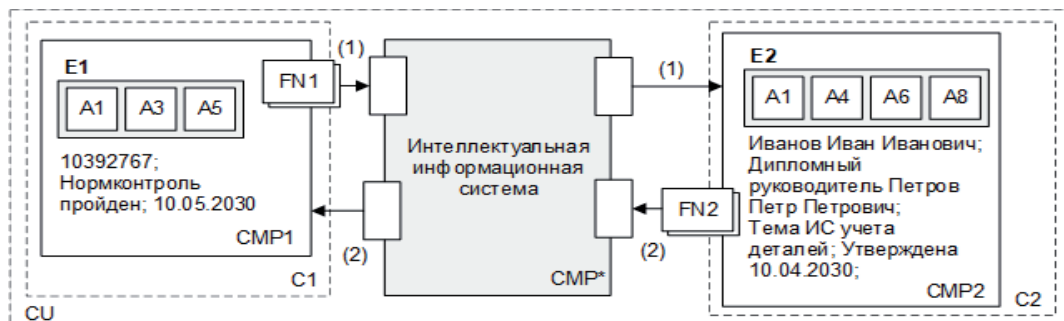 E1
A1 A3 A5
10392767;
Нормконтроль
пройден; 10.05.2030
CMP1
C1
CU
FN1
(1)
(2)
Интеллектуальная
информационная
система
CMP*
(1)
FN2
(2)
E2
A1 A4 A6 A8
Иванов Иван Иванович;
Дипломный
руководитель Петров
Петр Петрович;
Тема ИС учета
деталей; Утверждена
10.04.2030;
CMP2
C2